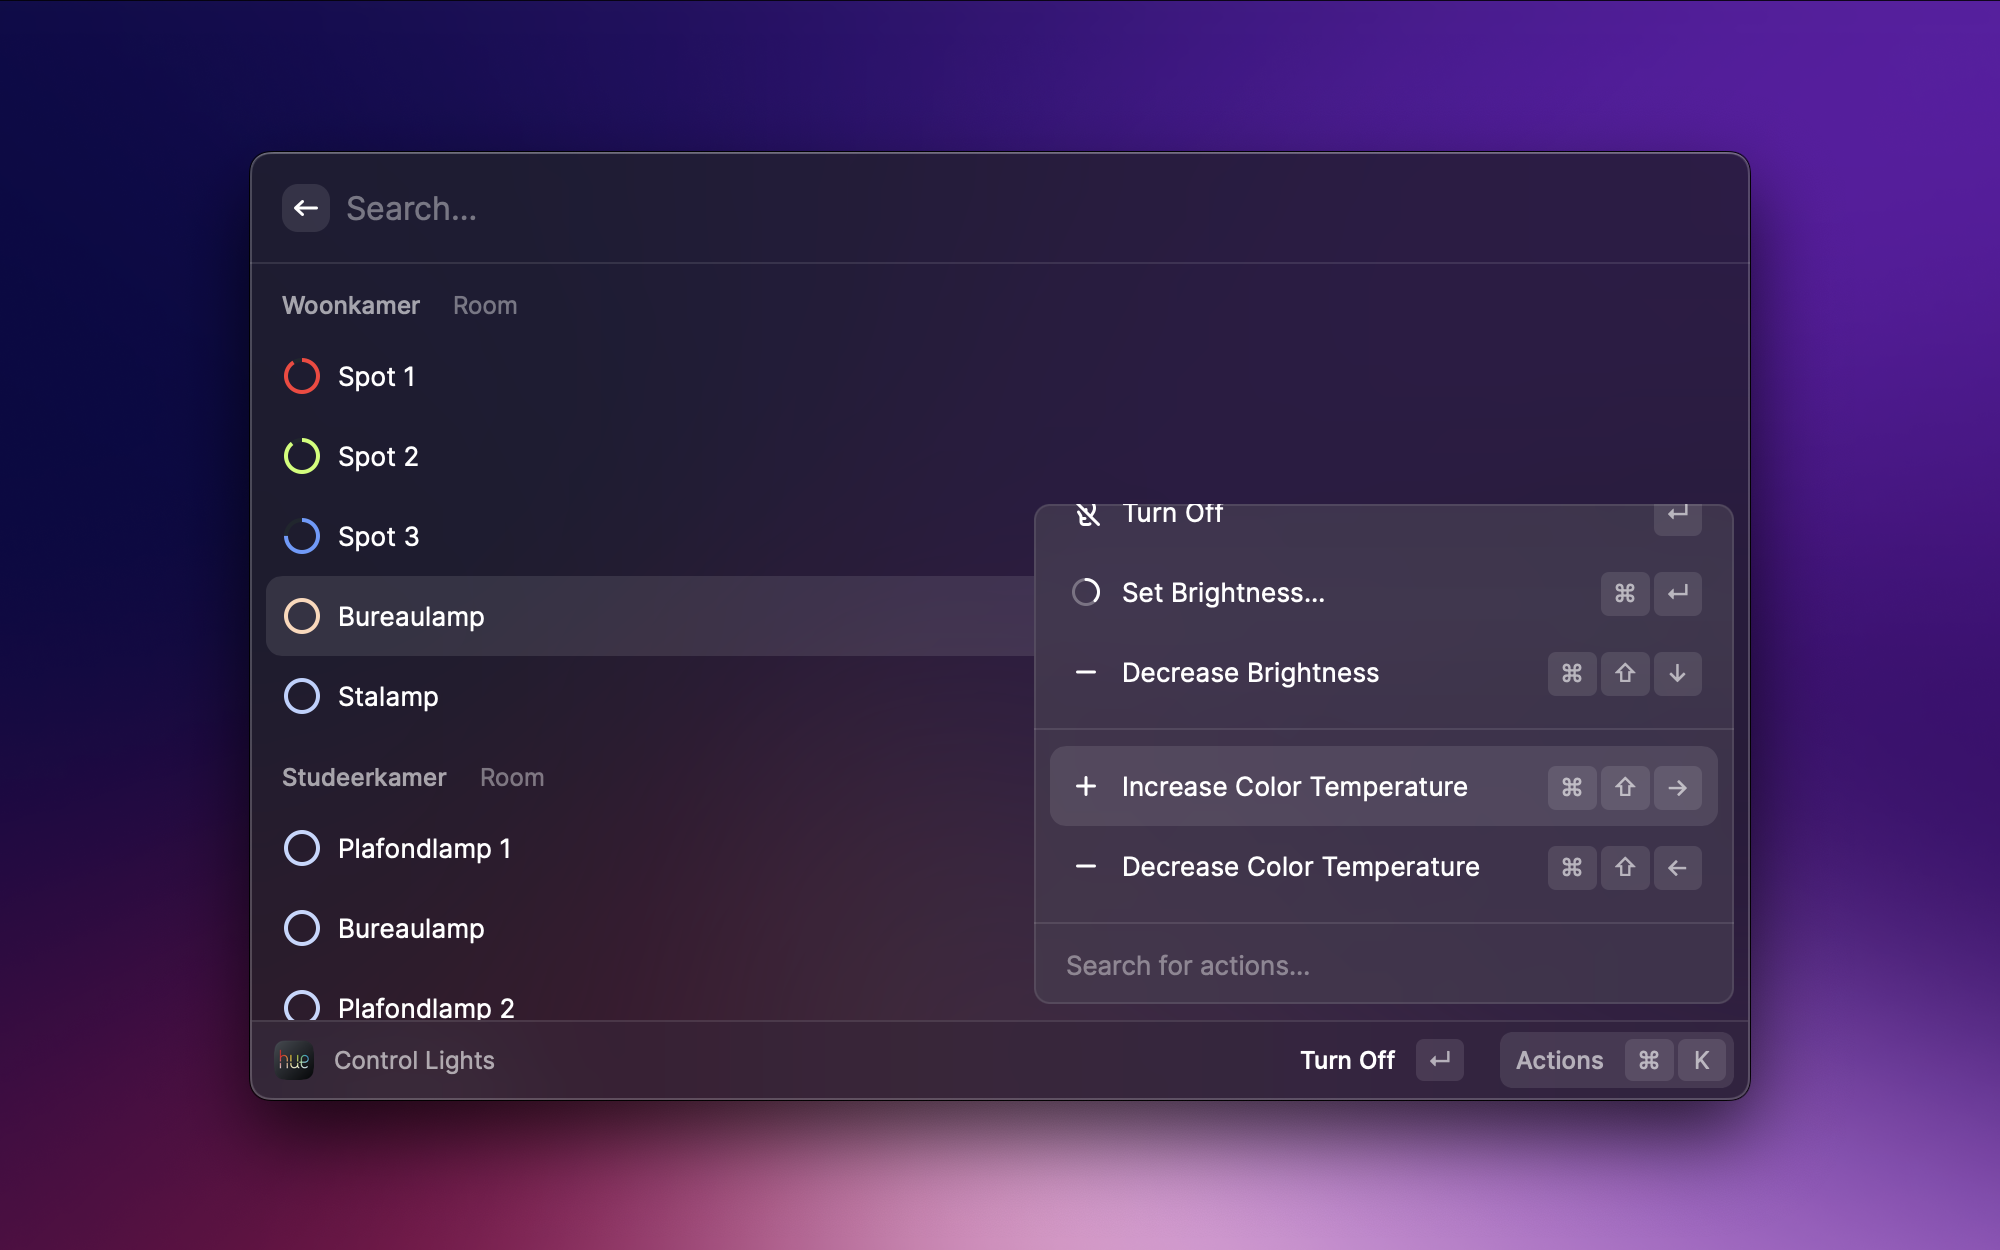 Search...
Woonkamer Room
Spot 1
Spot 2
Spot 3
Bureaulamp
Stalamp
Studeerkamer Room
Plafondlamp 1
Bureaulamp
Plafondlamp 2
Turn Off ↵
Set Brightness... ⌘ ↵
Decrease Brightness ⌘ ⇧ ↓
Increase Color Temperature ⌘ ⇧ →
Decrease Color Temperature ⌘ ⇧ ←
Search for actions...
hue Control Lights
Turn Off ↵ Actions ⌘ K